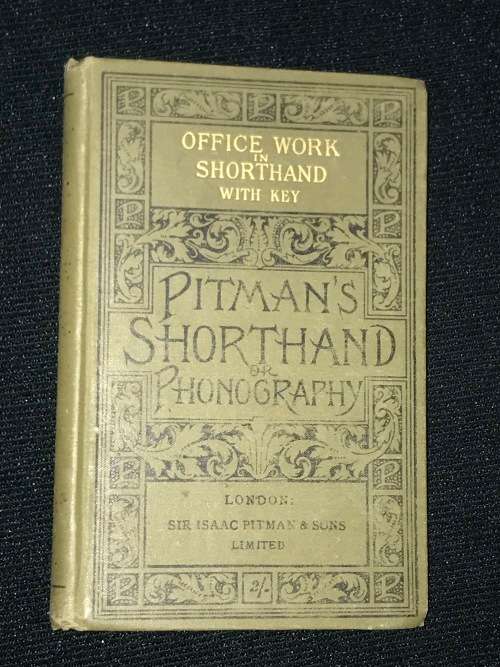 OFFICE WORK
IN
SHORTHAND
WITH KEY
PITMAN'S
SHORTHAND
OR
PHONOGRAPHY
LONDON:
SIR ISAAC PITMAN & SONS
LIMITED
2/-